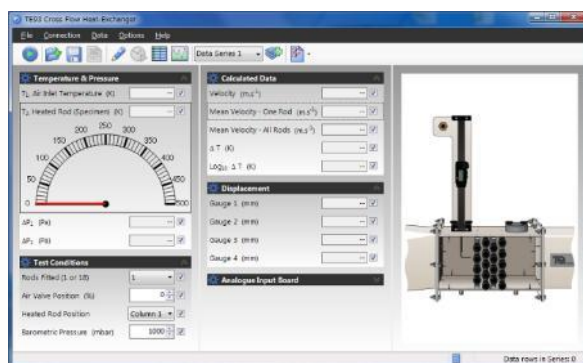 TE93 Cross Flow Heat Exchanger
File Connection Data Options Help
Data Series 1
Temperature & Pressure
T₁, Air Inlet Temperature (K) --
T₂, Heated Rod (Specimen) (K) --
0
50
100
150
200
250
300
350
400
450
500
ΔP₁ (Pa) --
ΔP₂ (Pa) --
Test Conditions
Rods Fitted (1 or 18) 1
Air Valve Position (%) 0
Heated Rod Position Column 1
Barometric Pressure (mbar) 1000
Calculated Data
Velocity (m.s⁻¹) --
Mean Velocity - One Rod (m.s⁻¹) --
Mean Velocity - All Rods (m.s⁻¹) --
Δ T (K) --
Log₁₀ Δ T (K) --
Displacement
Gauge 1 (mm) --
Gauge 2 (mm) --
Gauge 3 (mm) --
Gauge 4 (mm) --
Analogue Input Board
Data rows in Series: 0